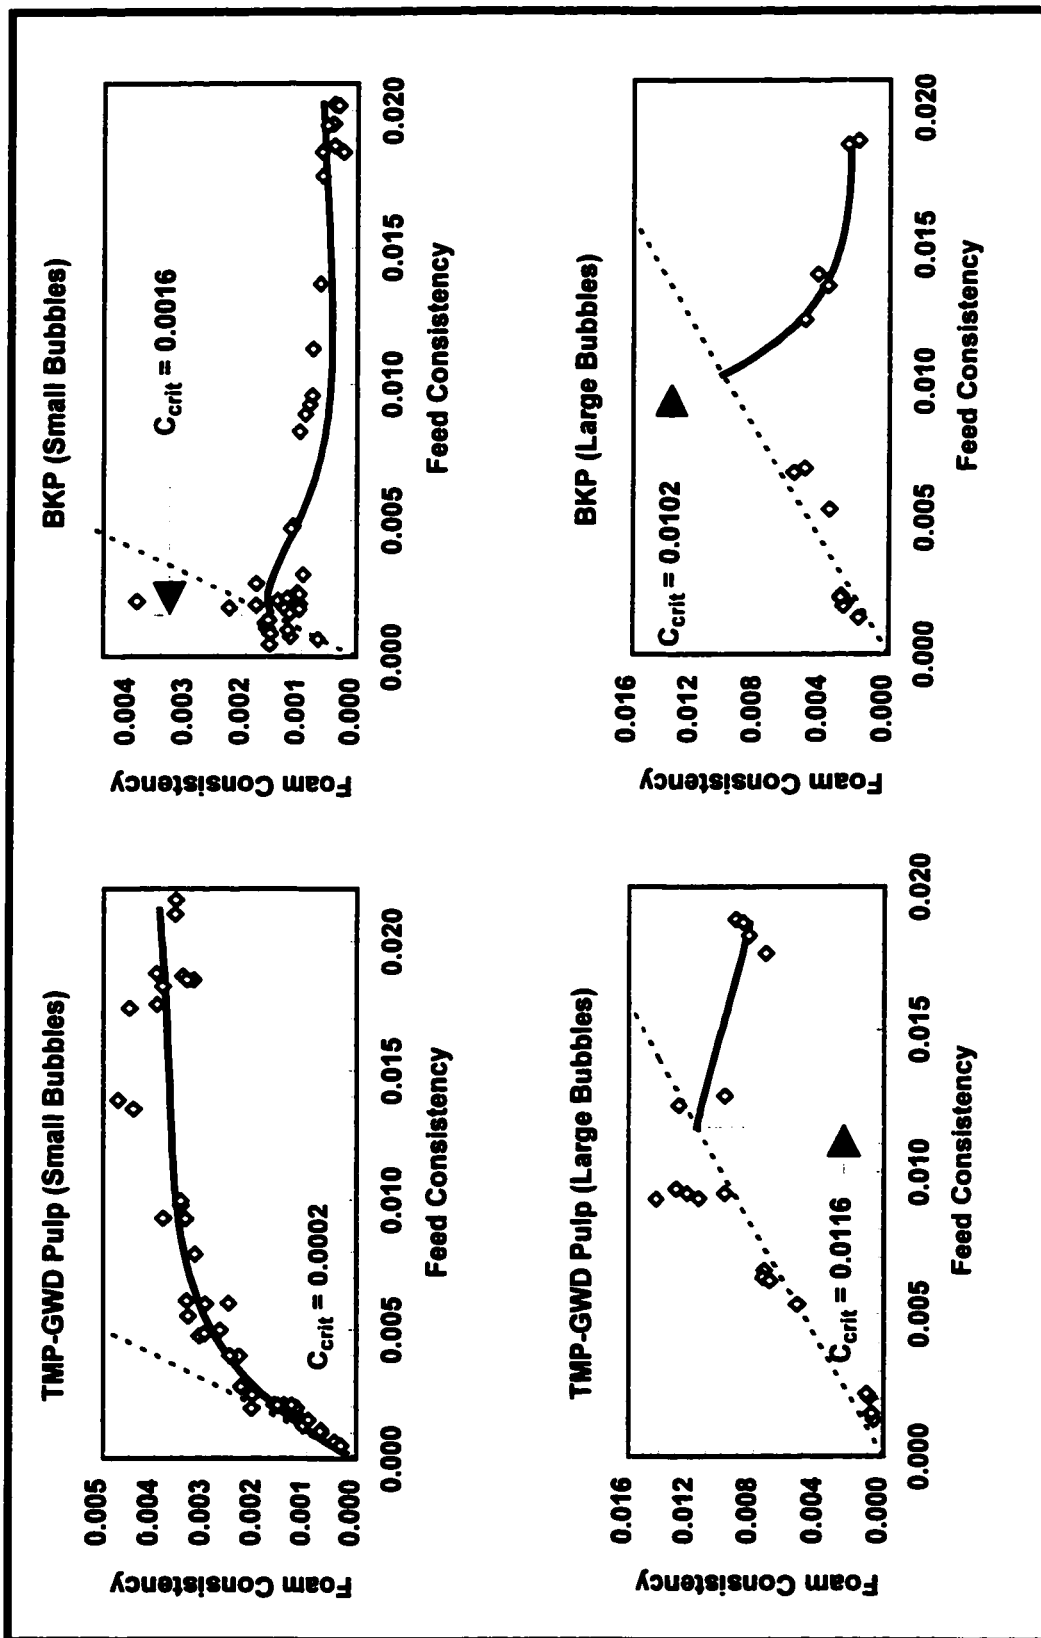 TMP-GWD Pulp (Small Bubbles)
Foam Consistency
0.005
0.004
0.003
0.002
0.001
0.000
C_crit = 0.0002
0.000
0.005
0.010
0.015
0.020
Feed Consistency
BKP (Small Bubbles)
Foam Consistency
0.004
0.003
0.002
0.001
0.000
C_crit = 0.0016
0.000
0.005
0.010
0.015
0.020
Feed Consistency
TMP-GWD Pulp (Large Bubbles)
Foam Consistency
0.016
0.012
0.008
0.004
0.000
C_crit = 0.0116
0.000
0.005
0.010
0.015
0.020
Feed Consistency
BKP (Large Bubbles)
Foam Consistency
0.016
0.012
0.008
0.004
0.000
C_crit = 0.0102
0.000
0.005
0.010
0.015
0.020
Feed Consistency